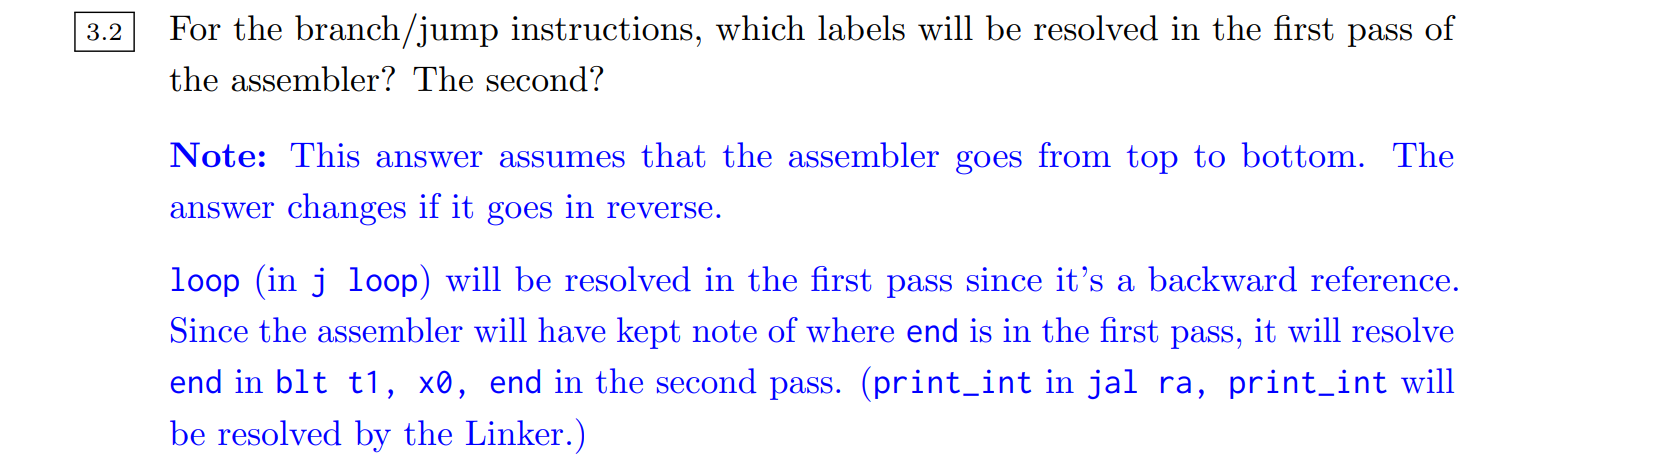 3.2 For the branch/jump instructions, which labels will be resolved in the first pass of
the assembler? The second?
Note: This answer assumes that the assembler goes from top to bottom. The
answer changes if it goes in reverse.
loop (in j loop) will be resolved in the first pass since it's a backward reference.
Since the assembler will have kept note of where end is in the first pass, it will resolve
end in blt t1, x0, end in the second pass. (print_int in jal ra, print_int will
be resolved by the Linker.)